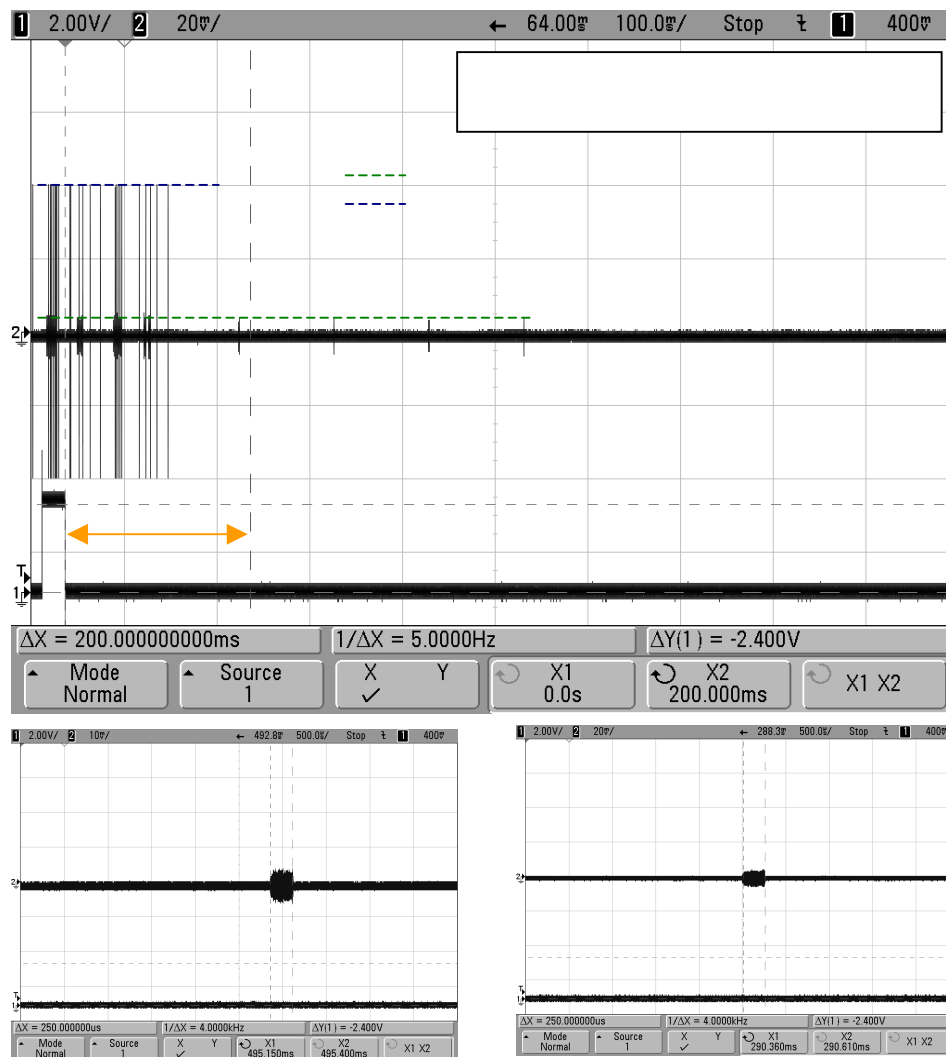 1 2.00V/ 2 20mV/ ← 64.00ms 100.0ms/ Stop 1 400mV
2
T
1
ΔX = 200.000000000ms 1/ΔX = 5.0000Hz ΔY(1) = -2.400V
Mode Source X Y X1 X2 X1 X2
Normal 1 ✓ 0.0s 200.000ms
1 2.00V/ 2 10mV/ ← 492.8ms 500.0us/ Stop 1 400mV
2
T
1
ΔX = 250.000000us 1/ΔX = 4.0000kHz ΔY(1) = -2.400V
Mode Source X Y X1 X2 X1 X2
Normal 1 ✓ 495.150ms 495.400ms
1 2.00V/ 2 20mV/ ← 288.3ms 500.0us/ Stop 1 400mV
2
T
1
ΔX = 250.000000us 1/ΔX = 4.0000kHz ΔY(1) = -2.400V
Mode Source X Y X1 X2 X1 X2
Normal 1 ✓ 290.360ms 290.610ms